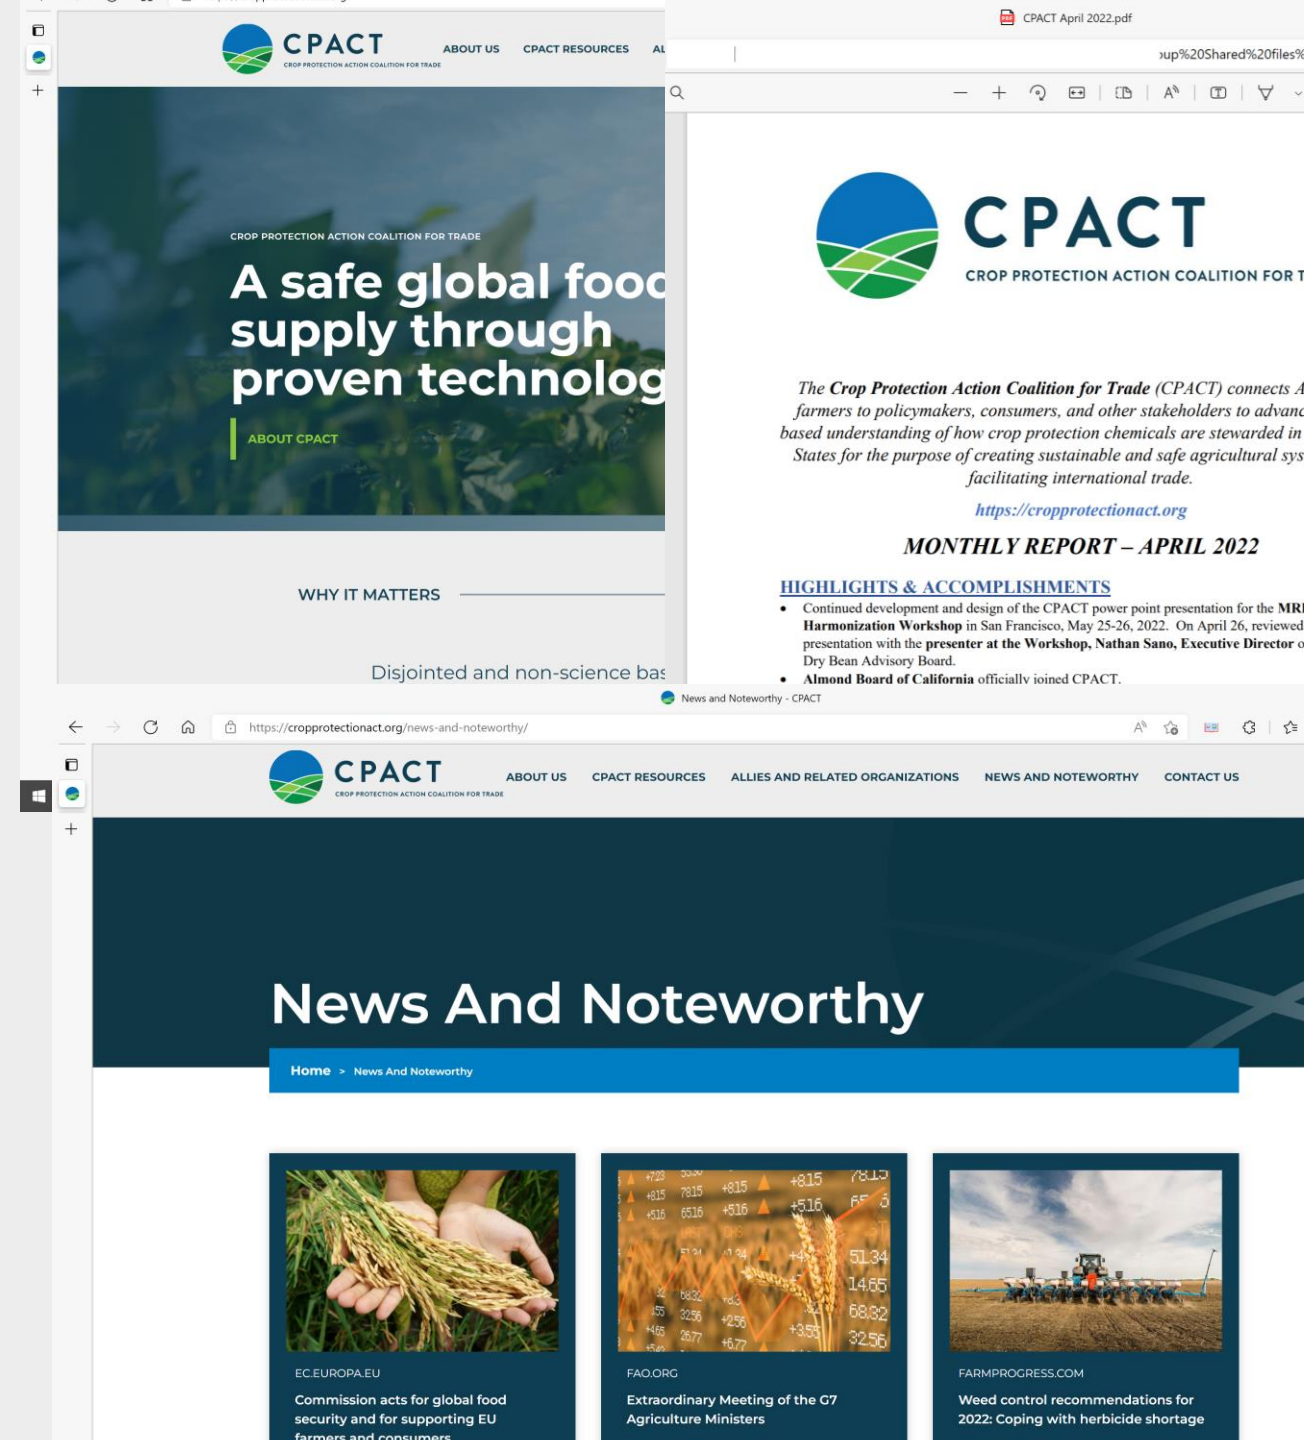 CPACT
CROP PROTECTION ACTION COALITION FOR TRADE
ABOUT US CPACT RESOURCES
CROP PROTECTION ACTION COALITION FOR TRADE
A safe global food
supply through
proven technolog
ABOUT CPACT
WHY IT MATTERS
Disjointed and non-science bas
CPACT April 2022.pdf
oup%20Shared%20files%
CPACT
CROP PROTECTION ACTION COALITION FOR T
The Crop Protection Action Coalition for Trade (CPACT) connects A
farmers to policymakers, consumers, and other stakeholders to advanc
based understanding of how crop protection chemicals are stewarded in
States for the purpose of creating sustainable and safe agricultural sys
facilitating international trade.
https://cropprotectionact.org
MONTHLY REPORT – APRIL 2022
HIGHLIGHTS & ACCOMPLISHMENTS
• Continued development and design of the CPACT power point presentation for the MRL
Harmonization Workshop in San Francisco, May 25-26, 2022. On April 26, reviewed
presentation with the presenter at the Workshop, Nathan Sano, Executive Director o
Dry Bean Advisory Board.
• Almond Board of California officially joined CPACT.
News and Noteworthy - CPACT
https://cropprotectionact.org/news-and-noteworthy/
CPACT
CROP PROTECTION ACTION COALITION FOR TRADE
ABOUT US CPACT RESOURCES ALLIES AND RELATED ORGANIZATIONS NEWS AND NOTEWORTHY CONTACT US
News And Noteworthy
Home > News And Noteworthy
EC.EUROPA.EU
Commission acts for global food
security and for supporting EU
farmers and consumers
FAO.ORG
Extraordinary Meeting of the G7
Agriculture Ministers
FARMPROGRESS.COM
Weed control recommendations for
2022: Coping with herbicide shortage